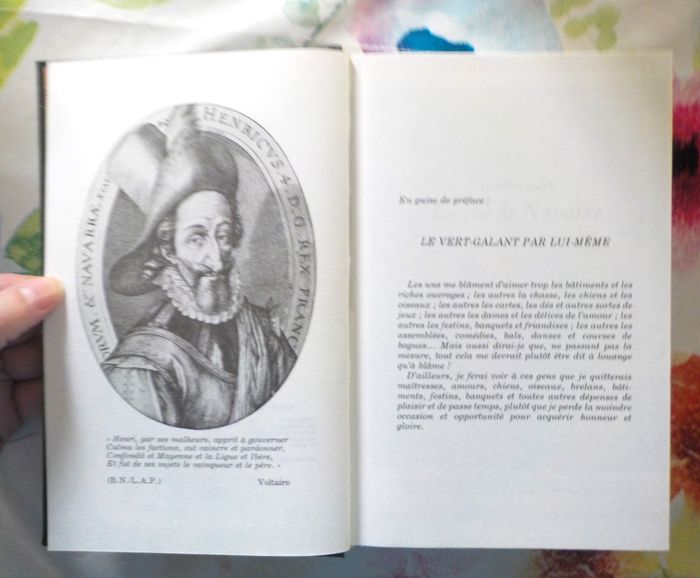 HENRICUS.4. D.G. REX FRANC
ORUM, & NAVARRA, XLIII
- Henri, par ses malheurs, apprit à gouverner
Calma les factions, sut vaincre et pardonner,
Confondit et Mayenne et la Ligue et Ibère,
Et fut de ses sujets le vainqueur et le père. -
(B.N./L.A.P.) Voltaire
En guise de préface :
LE VERT-GALANT PAR LUI-MÊME
Les uns me blâment d'aimer trop les bâtiments et les
riches ouvrages ; les autres la chasse, les chiens et les
oiseaux ; les autres les cartes, les dés et autres sortes de
jeux ; les autres les dames et les délices de l'amour ; les
autres les festins, banquets et friandises ; les autres les
assemblées, comédies, bals, danses et courses de
bagues... Mais aussi dirai-je que, ne passant pas la
mesure, tout cela me devrait plutôt être dit à louange
qu'à blâme !
D'ailleurs, je ferai voir à ces gens que je quitterais
maîtresses, amours, chiens, oiseaux, brelans, bâti-
ments, festins, banquets et toutes autres dépenses de
plaisir et de passe temps, plutôt que je perde la moindre
occasion et opportunité pour acquérir honneur et
gloire.